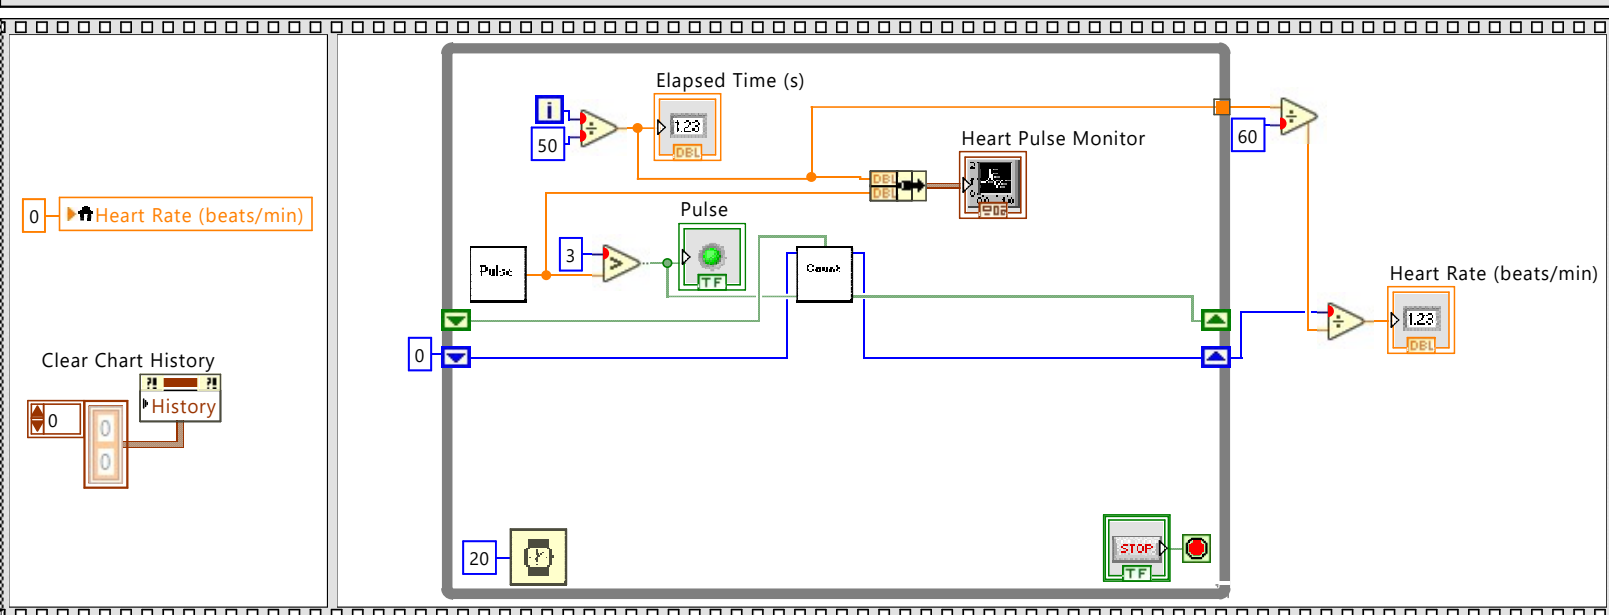 0
Heart Rate (beats/min)
Clear Chart History
?! ?!
History
0
0
0
Elapsed Time (s)
i
50
1.23
DBL
Heart Pulse Monitor
DBL
DBL
60
Pulse
3
>
TF
Pulse
Count
0
Heart Rate (beats/min)
1.23
DBL
20
STOP
TF